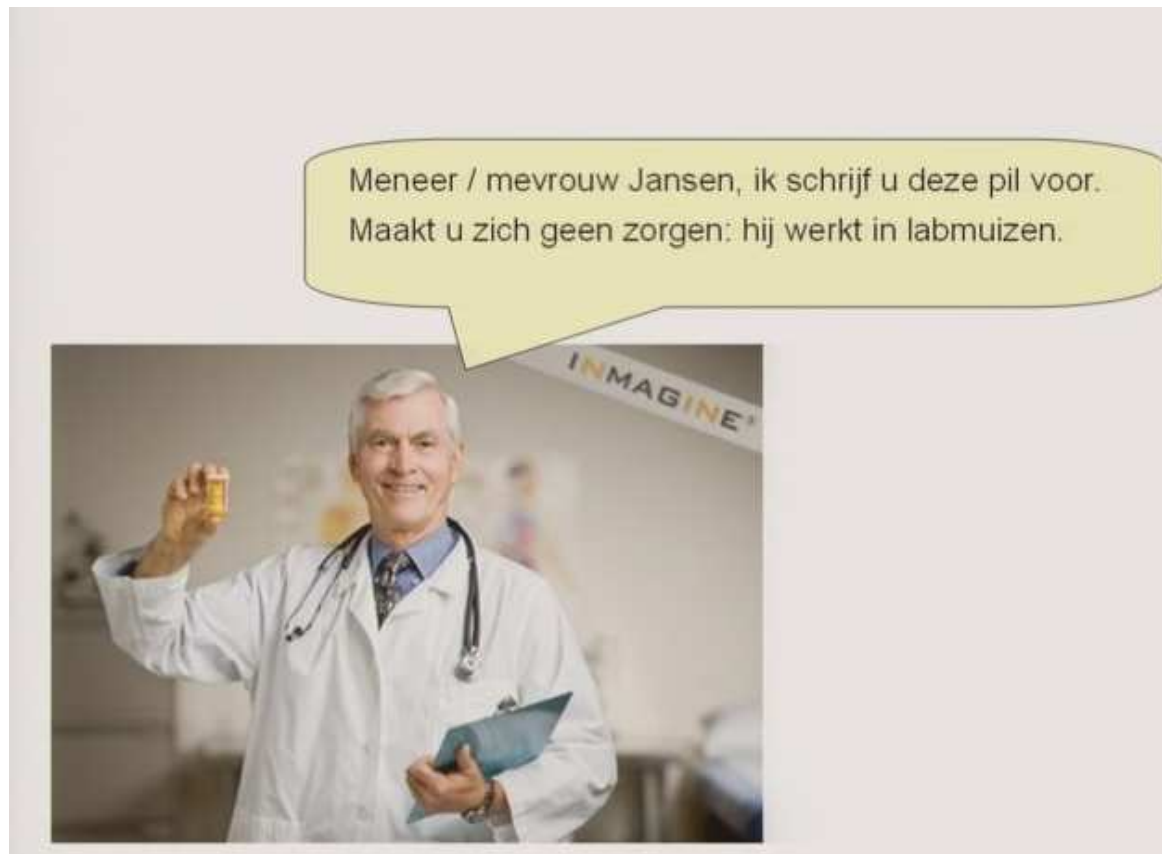 Meneer / mevrouw Jansen, ik schrijf u deze pil voor.
Maakt u zich geen zorgen: hij werkt in labmuizen.
INMAGINE®